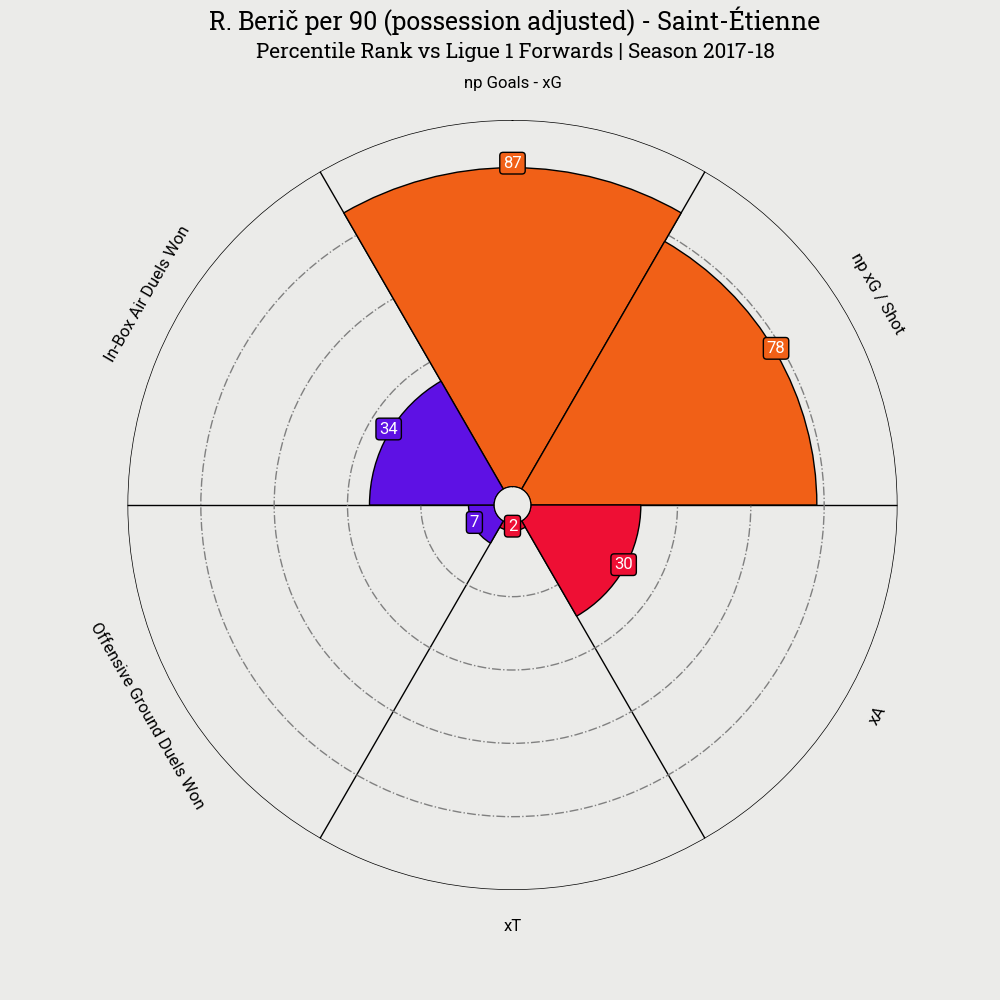 R. Berič per 90 (possession adjusted) - Saint-Étienne
Percentile Rank vs Ligue 1 Forwards | Season 2017-18
np Goals - xG
87
np xG / Shot
78
In-Box Air Duels Won
34
7
2
30
Offensive Ground Duels Won
xA
xT